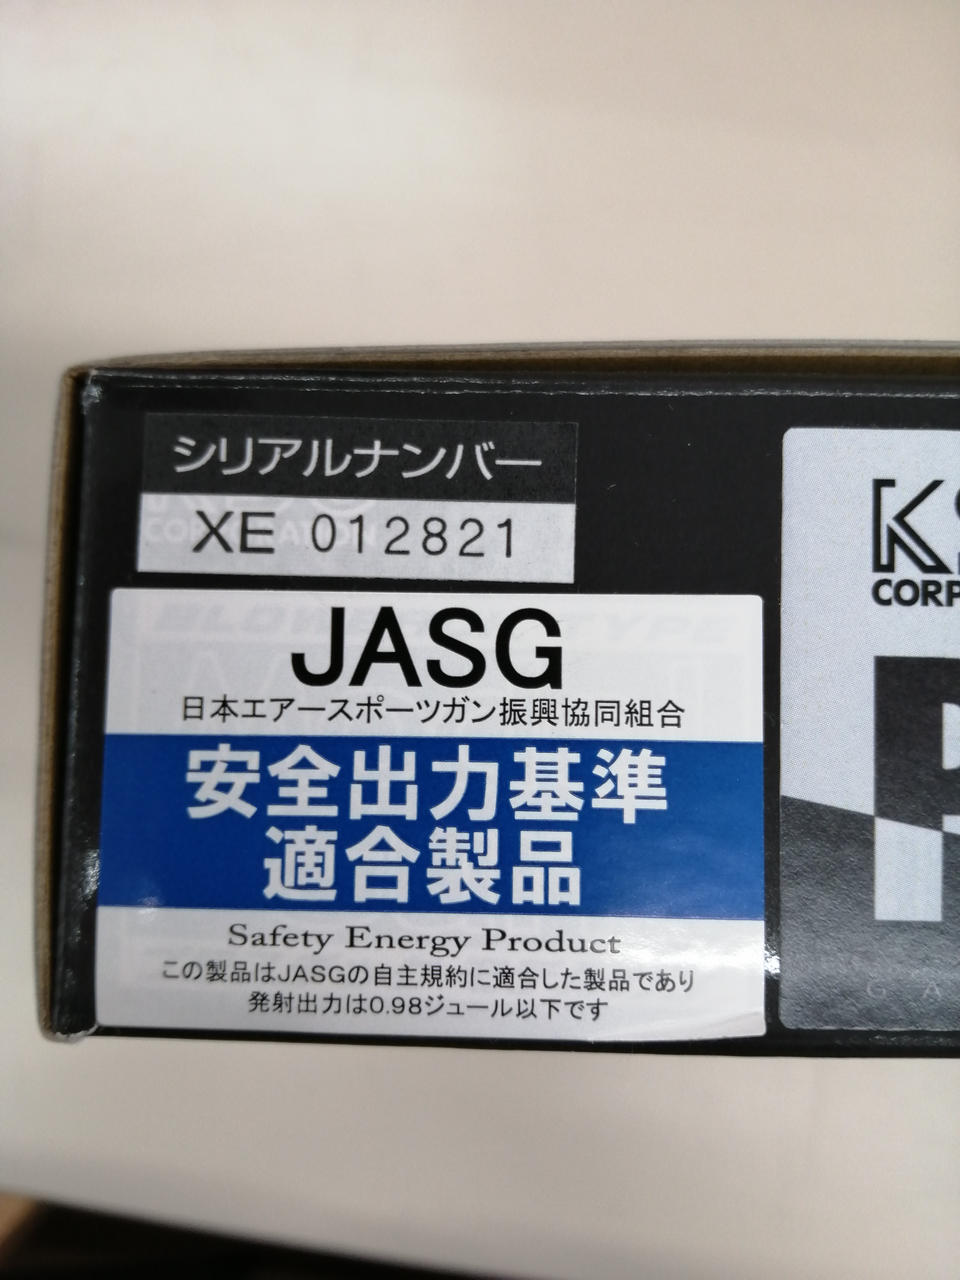 シリアルナンバー
XE 012821
JASG
日本エアースポーツガン振興協同組合
安全出力基準
適合製品
Safety Energy Product
この製品はJASGの自主規約に適合した製品であり
発射出力は0.98ジュール以下です